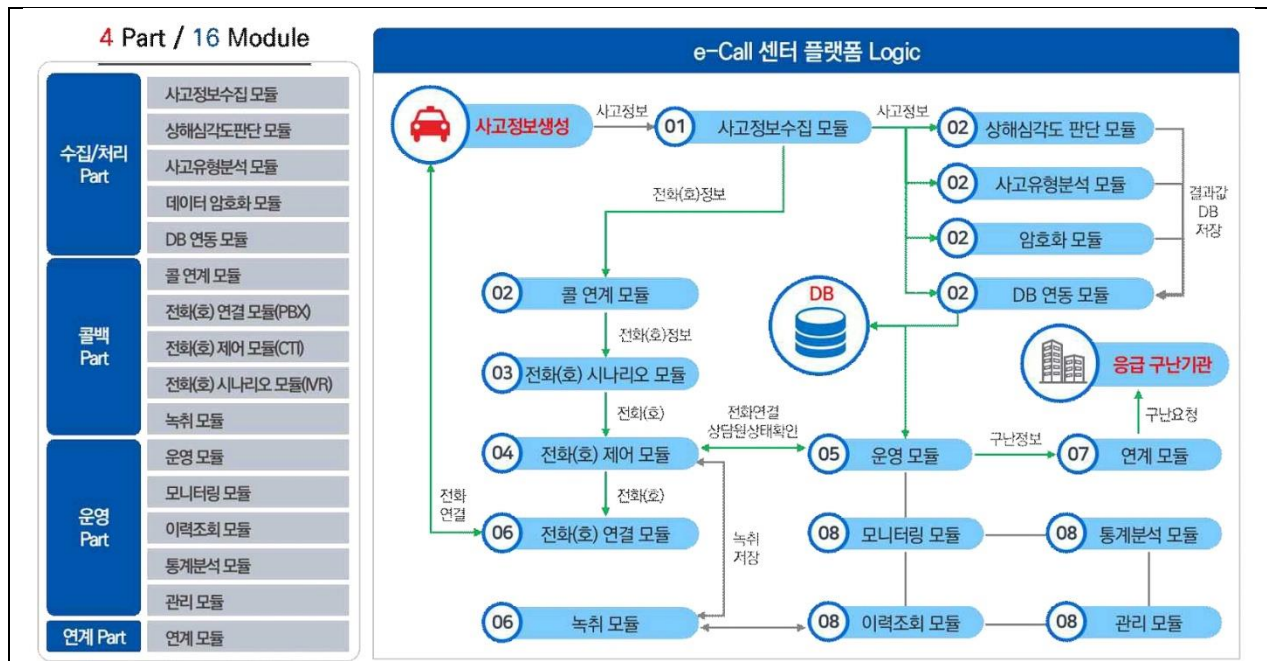 4 Part / 16 Module
수집/처리
Part
사고정보수집 모듈
상해심각도판단 모듈
사고유형분석 모듈
데이터 암호화 모듈
DB 연동 모듈
콜백
Part
콜 연계 모듈
전화(호) 연결 모듈(PBX)
전화(호) 제어 모듈(CTI)
전화(호) 시나리오 모듈(IVR)
녹취 모듈
운영
Part
운영 모듈
모니터링 모듈
이력조회 모듈
통계분석 모듈
관리 모듈
연계 Part
연계 모듈
e-Call 센터 플랫폼 Logic
사고정보생성
사고정보
01 사고정보수집 모듈
사고정보
02 상해심각도 판단 모듈
02 사고유형분석 모듈
02 암호화 모듈
02 DB 연동 모듈
결과값
DB
저장
전화(호)정보
02 콜 연계 모듈
DB
전화(호)정보
03 전화(호) 시나리오 모듈
응급 구난기관
전화(호)
전화연결
상담원상태확인
구난요청
04 전화(호) 제어 모듈
05 운영 모듈
구난정보
07 연계 모듈
전화
연결
전화(호)
06 전화(호) 연결 모듈
녹취
저장
08 모니터링 모듈
08 통계분석 모듈
06 녹취 모듈
08 이력조회 모듈
08 관리 모듈